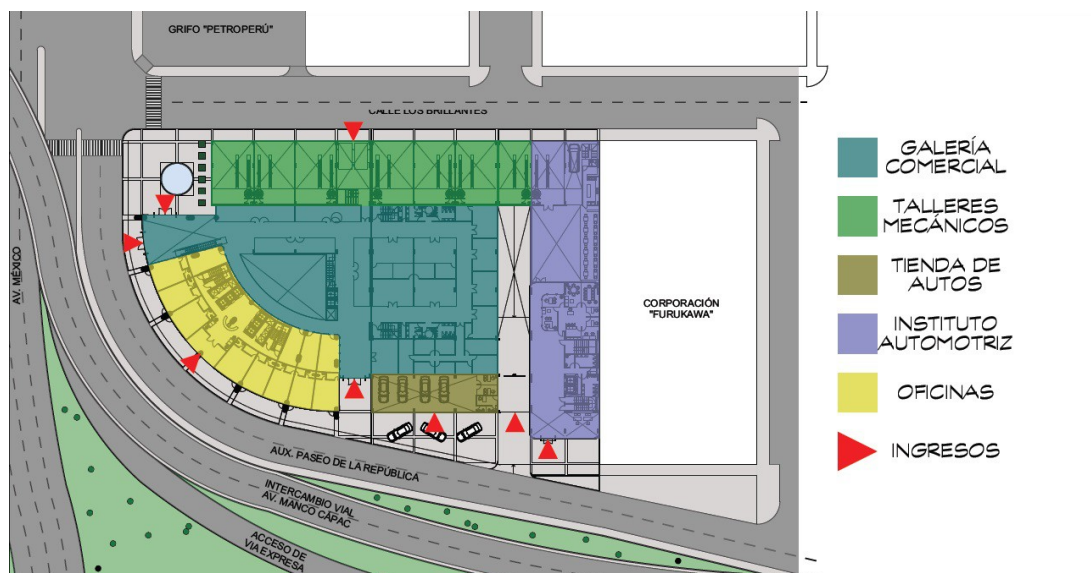 GRIFO "PETROPERÚ"
CALLE LOS BRILLANTES
AV. MÉXICO
CORPORACIÓN
"FURUKAWA"
AUX. PASEO DE LA REPÚBLICA
INTERCAMBIO VIAL
AV. MANCO CÁPAC
ACCESO DE
VIA EXPRESA
GALERÍA
COMERCIAL
TALLERES
MECÁNICOS
TIENDA DE
AUTOS
INSTITUTO
AUTOMOTRIZ
OFICINAS
INGRESOS